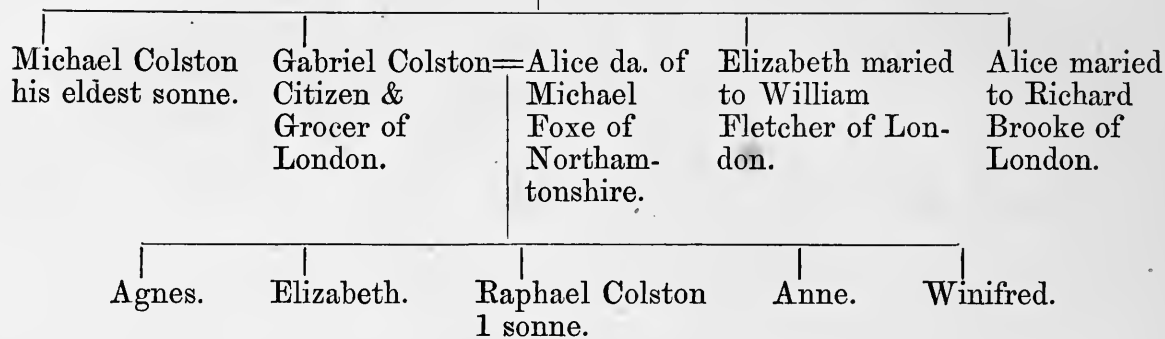 Michael Colston
his eldest sonne.
Gabriel Colston=
Citizen &
Grocer of
London.
Alice da. of
Michael
Foxe of
Northam-
tonshire.
Elizabeth maried
to William
Fletcher of Lon-
don.
Alice maried
to Richard
Brooke of
London.
Agnes.
Elizabeth.
Raphael Colston
1 sonne.
Anne.
Winifred.